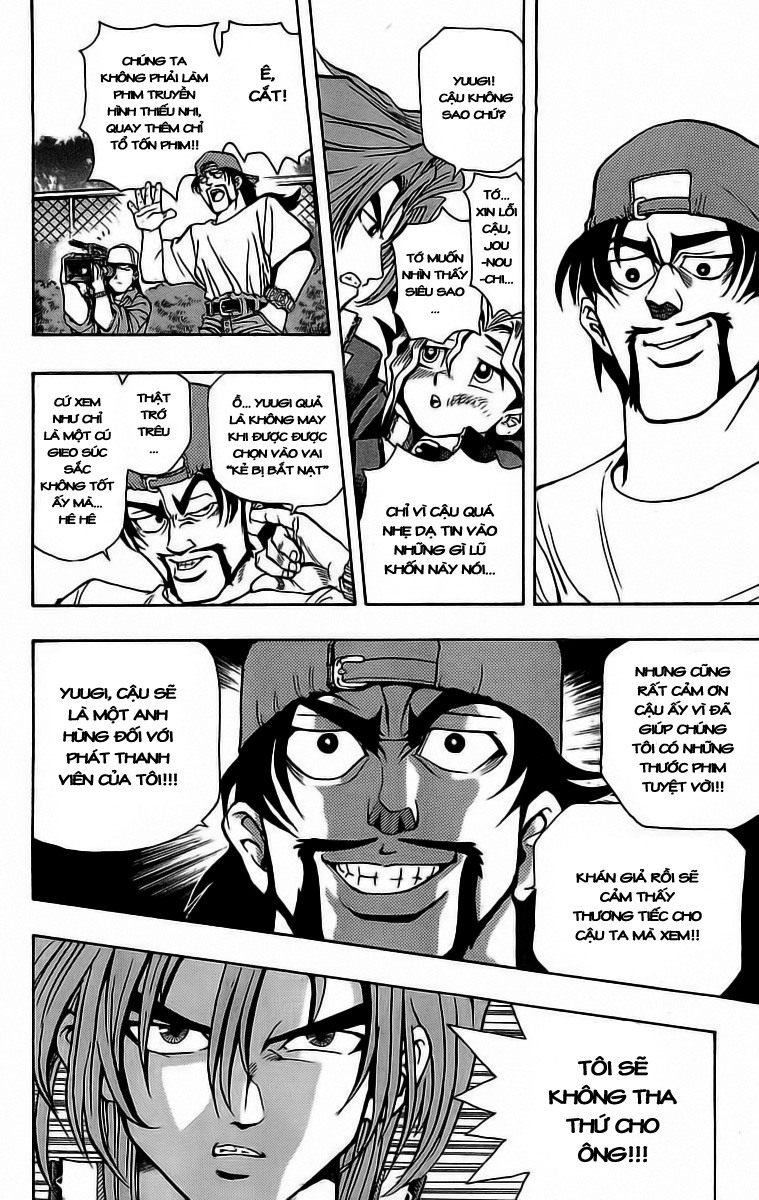 YUUGI!
CẬU KHÔNG
SAO CHỨ?
TỚ...
XIN LỖI
CẬU,
JOU
-NOU
-CHI...
TỚ MUỐN
NHÌN THẤY
SIÊU SAO
...
CHỈ VÌ CẬU QUÁ
NHẸ DẠ TIN VÀO
NHỮNG GÌ LŨ
KHỐN NÀY NÓI...
Ê,
CẮT!
CHÚNG TA
KHÔNG PHẢI LÀM
PHIM TRUYỀN
HÌNH THIẾU NHI,
QUAY THÊM CHỈ
TỔ TỐN PHIM!!
Ồ... YUUGI QUẢ
LÀ KHÔNG MAY
KHI ĐƯỢC ĐƯỢC
CHỌN VÀO VAI
"KẺ BỊ BẮT NẠT"
THẬT
TRỚ
TRÊU
...
CỨ XEM
NHƯ CHỈ
LÀ MỘT CÚ
GIEO SÚC
SẮC
KHÔNG TỐT
ẤY MÀ...
HÊ HÊ
NHƯNG CŨNG
RẤT CẢM ƠN
CẬU ẤY VÌ ĐÃ
GIÚP CHÚNG
TÔI CÓ NHỮNG
THƯỚC PHIM
TUYỆT VỜI!!
KHÁN GIẢ RỒI SẼ
CẢM THẤY
THƯƠNG TIẾC CHO
CẬU TA MÀ XEM!!
YUUGI, CẬU SẼ
LÀ MỘT ANH
HÙNG ĐỐI VỚI
PHÁT THANH
VIÊN CỦA TÔI!!!
TÔI SẼ
KHÔNG THA
THỨ CHO
ÔNG!!!